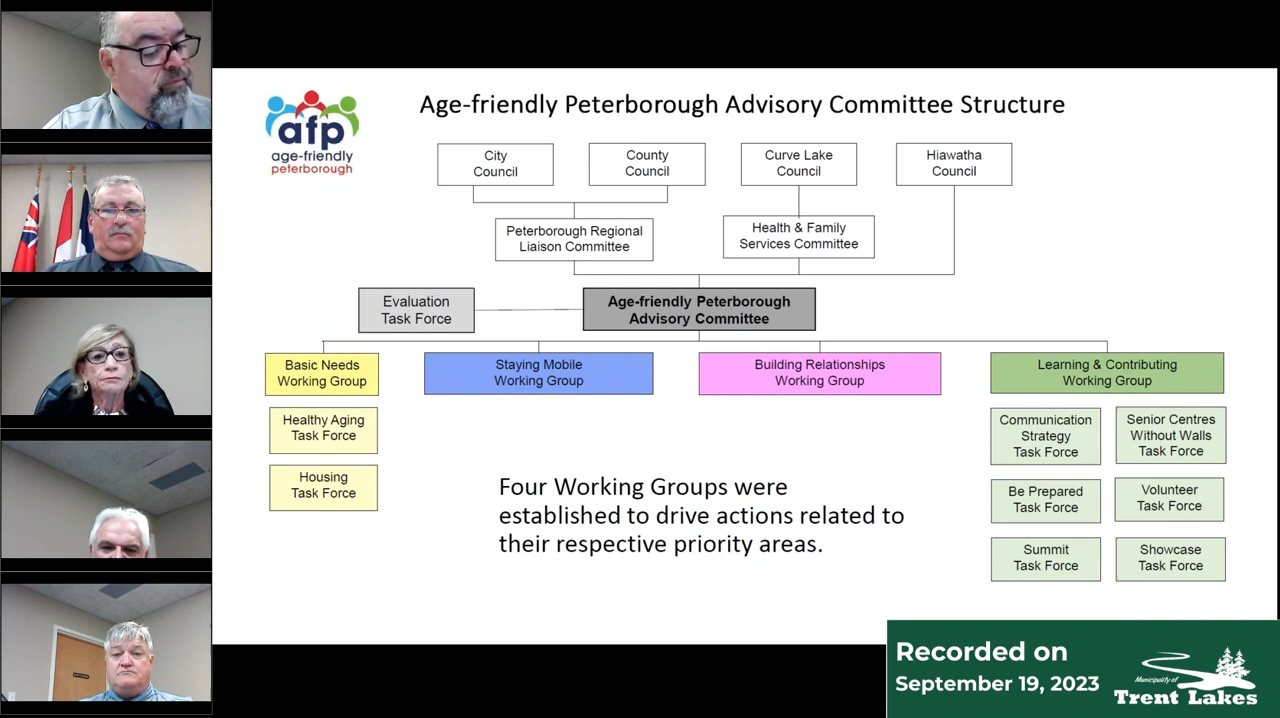 Age-friendly Peterborough Advisory Committee Structure
afp
age-friendly
peterborough
City
Council
County
Council
Curve Lake
Council
Hiawatha
Council
Peterborough Regional
Liaison Committee
Health & Family
Services Committee
Evaluation
Task Force
Age-friendly Peterborough
Advisory Committee
Basic Needs
Working Group
Staying Mobile
Working Group
Building Relationships
Working Group
Learning & Contributing
Working Group
Healthy Aging
Task Force
Housing
Task Force
Communication
Strategy
Task Force
Senior Centres
Without Walls
Task Force
Be Prepared
Task Force
Volunteer
Task Force
Summit
Task Force
Showcase
Task Force
Four Working Groups were
established to drive actions related to
their respective priority areas.
Recorded on
September 19, 2023
Municipality of
Trent Lakes